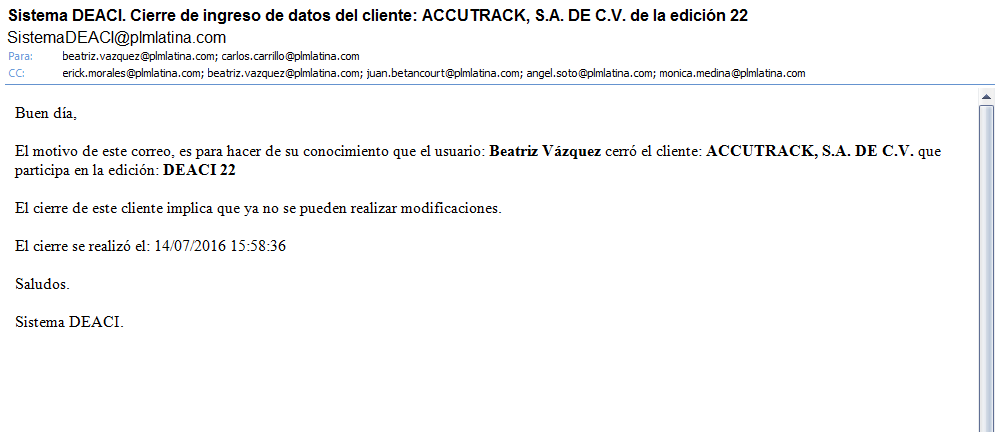 Sistema DEACI. Cierre de ingreso de datos del cliente: ACCUTRACK, S.A. DE C.V. de la edición 22
SistemaDEACI@plmlatina.com
Para: beatriz.vazquez@plmlatina.com; carlos.carrillo@plmlatina.com
CC: erick.morales@plmlatina.com; beatriz.vazquez@plmlatina.com; juan.betancourt@plmlatina.com; angel.soto@plmlatina.com; monica.medina@plmlatina.com
Buen día,
El motivo de este correo, es para hacer de su conocimiento que el usuario: Beatriz Vázquez cerró el cliente: ACCUTRACK, S.A. DE C.V. que
participa en la edición: DEACI 22
El cierre de este cliente implica que ya no se pueden realizar modificaciones.
El cierre se realizó el: 14/07/2016 15:58:36
Saludos.
Sistema DEACI.